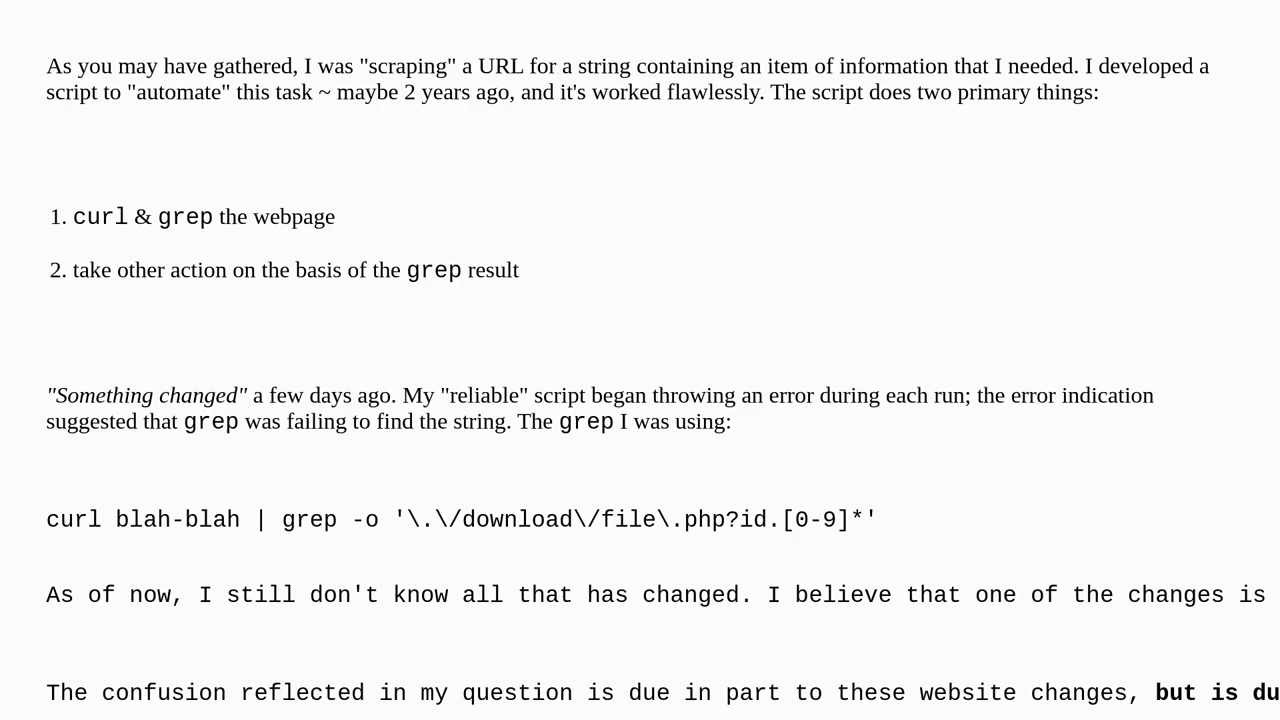 As you may have gathered, I was "scraping" a URL for a string containing an item of information that I needed. I developed a
script to "automate" this task ~ maybe 2 years ago, and it's worked flawlessly. The script does two primary things:
1. curl & grep the webpage
2. take other action on the basis of the grep result
"Something changed" a few days ago. My "reliable" script began throwing an error during each run; the error indication
suggested that grep was failing to find the string. The grep I was using:
curl blah-blah | grep -o '\.\/download\/file\.php?id.[0-9]*'
As of now, I still don't know all that has changed. I believe that one of the changes is
The confusion reflected in my question is due in part to these website changes, but is du